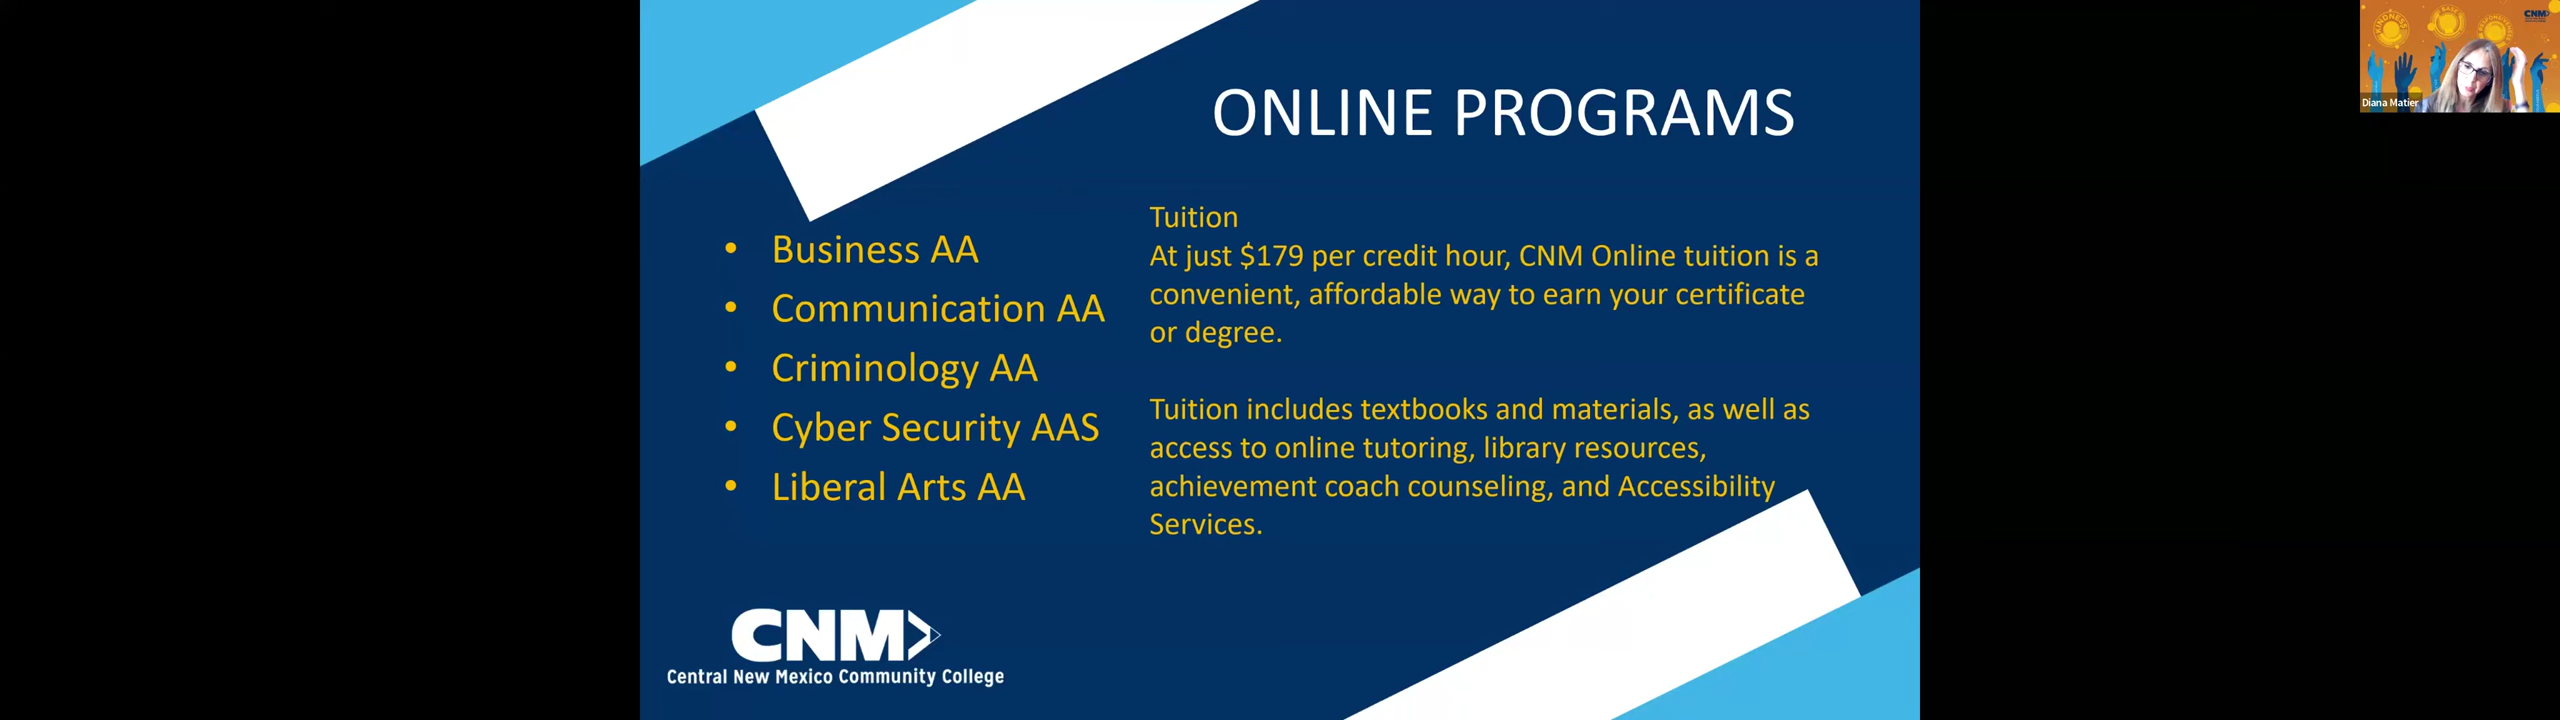 ONLINE PROGRAMS
• Business AA
• Communication AA
• Criminology AA
• Cyber Security AAS
• Liberal Arts AA
Tuition
At just $179 per credit hour, CNM Online tuition is a
convenient, affordable way to earn your certificate
or degree.
Tuition includes textbooks and materials, as well as
access to online tutoring, library resources,
achievement coach counseling, and Accessibility
Services.
CNM
Central New Mexico Community College
KINDNESS
CNM
Diana Matier